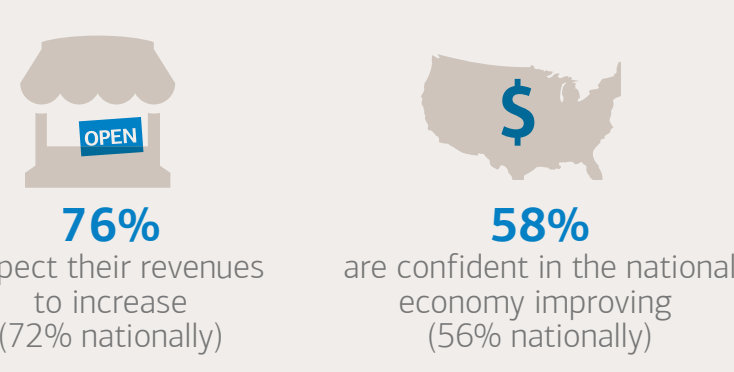 OPEN
$
76%
pect their revenues
to increase
(72% nationally)
58%
are confident in the national
economy improving
(56% nationally)